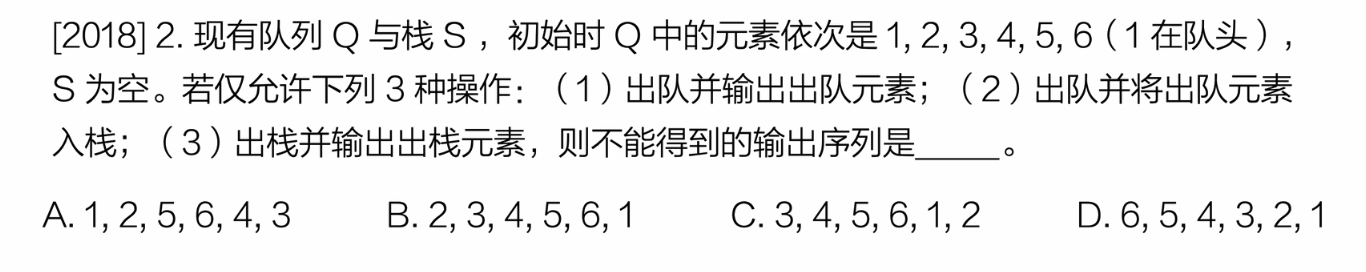 [2018] 2. 现有队列 Q 与栈 S ，初始时 Q 中的元素依次是 1, 2, 3, 4, 5, 6（1 在队头），
S 为空。若仅允许下列 3 种操作：（1）出队并输出出队元素；（2）出队并将出队元素
入栈；（3）出栈并输出出栈元素，则不能得到的输出序列是_____。
A. 1, 2, 5, 6, 4, 3 B. 2, 3, 4, 5, 6, 1 C. 3, 4, 5, 6, 1, 2 D. 6, 5, 4, 3, 2, 1